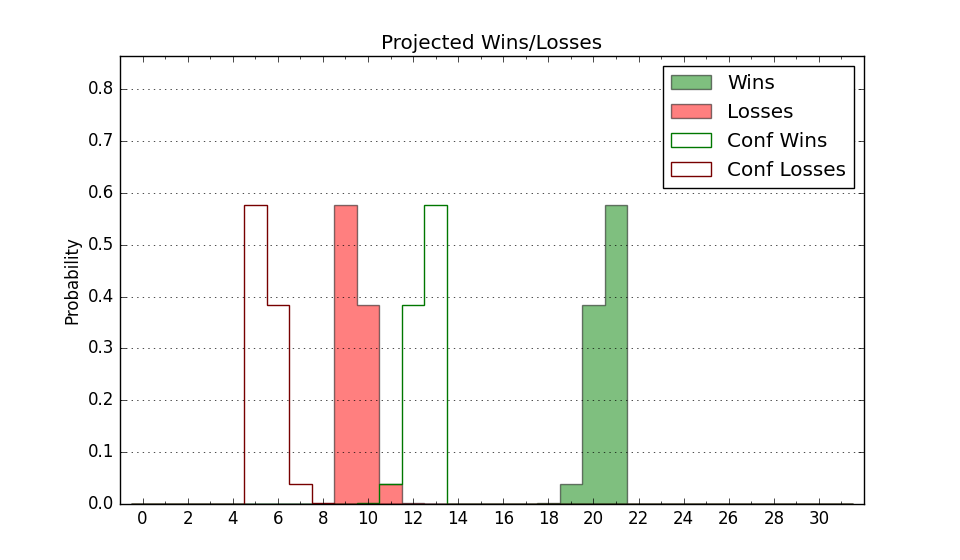 Projected Wins/Losses
Probability
0.8
0.7
0.6
0.5
0.4
0.3
0.2
0.1
0.0
0 2 4 6 8 10 12 14 16 18 20 22 24 26 28 30
Wins
Losses
Conf Wins
Conf Losses